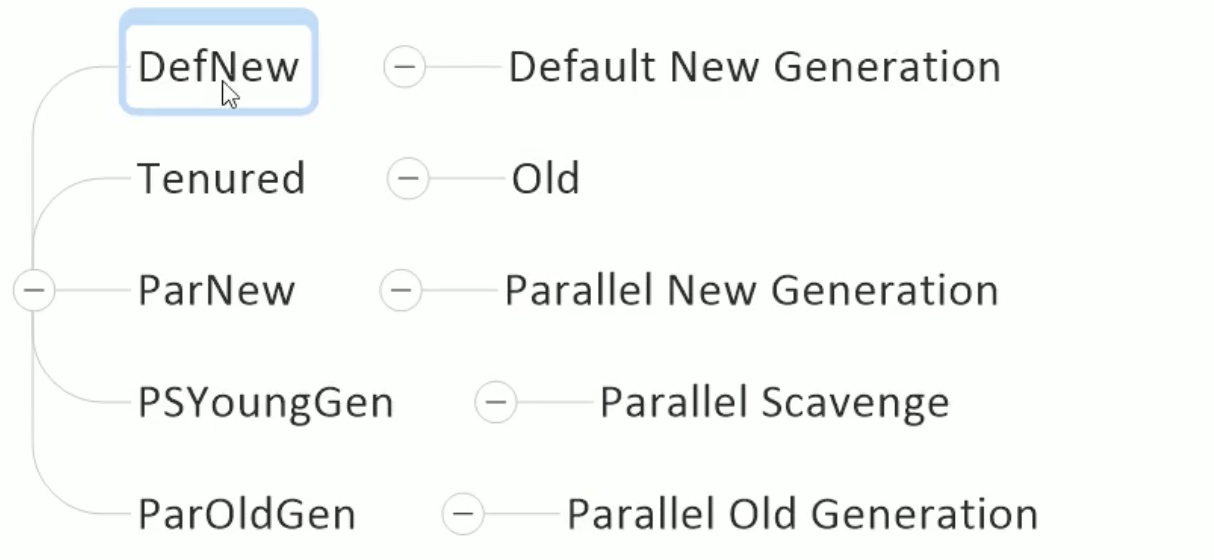 DefNew Default New Generation
Tenured Old
ParNew Parallel New Generation
PSYoungGen Parallel Scavenge
ParOldGen Parallel Old Generation